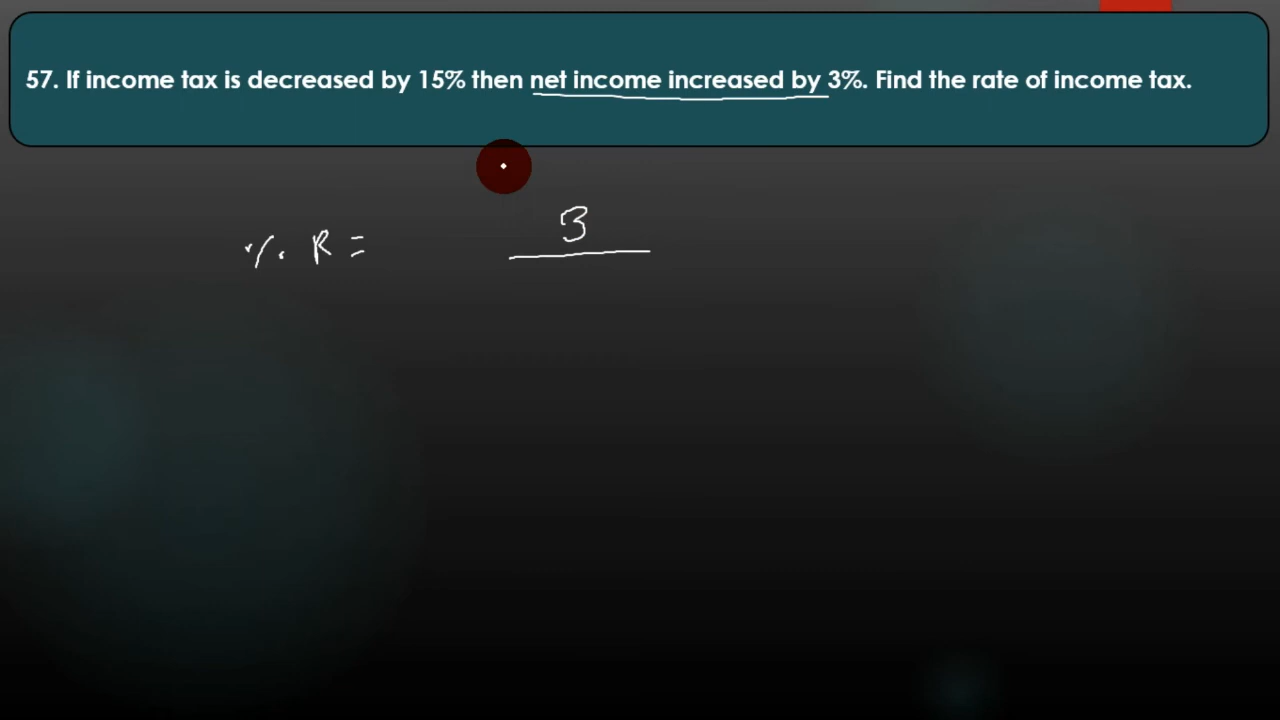 57. If income tax is decreased by 15% then net income increased by 3%. Find the rate of income tax.
% R = 3